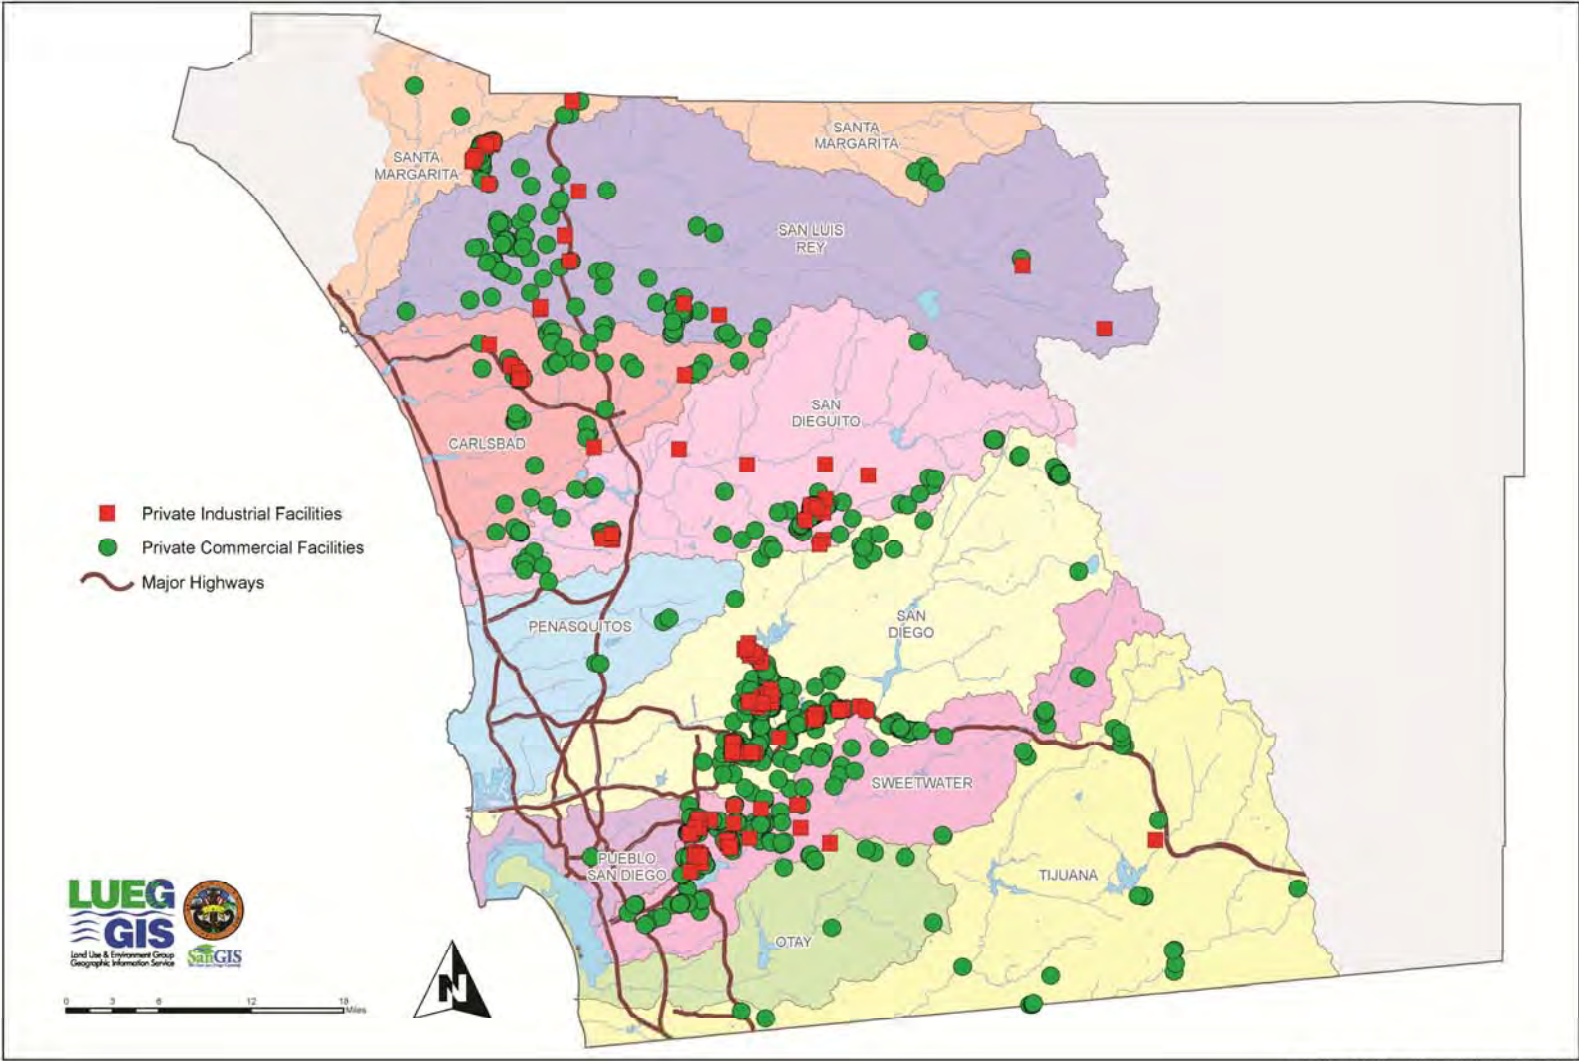 SANTA
MARGARITA
SANTA
MARGARITA
SAN LUIS
REY
SAN
DIEGUITO
CARLSBAD
Private Industrial Facilities
Private Commercial Facilities
Major Highways
PENASQUITOS
SAN
DIEGO
SWEETWATER
PUEBLO
SAN DIEGO
TIJUANA
OTAY
LUEG
GIS
Land Use & Environment Group
Geographic Information Service
SanGIS
N
0 3 6 12 18
Miles